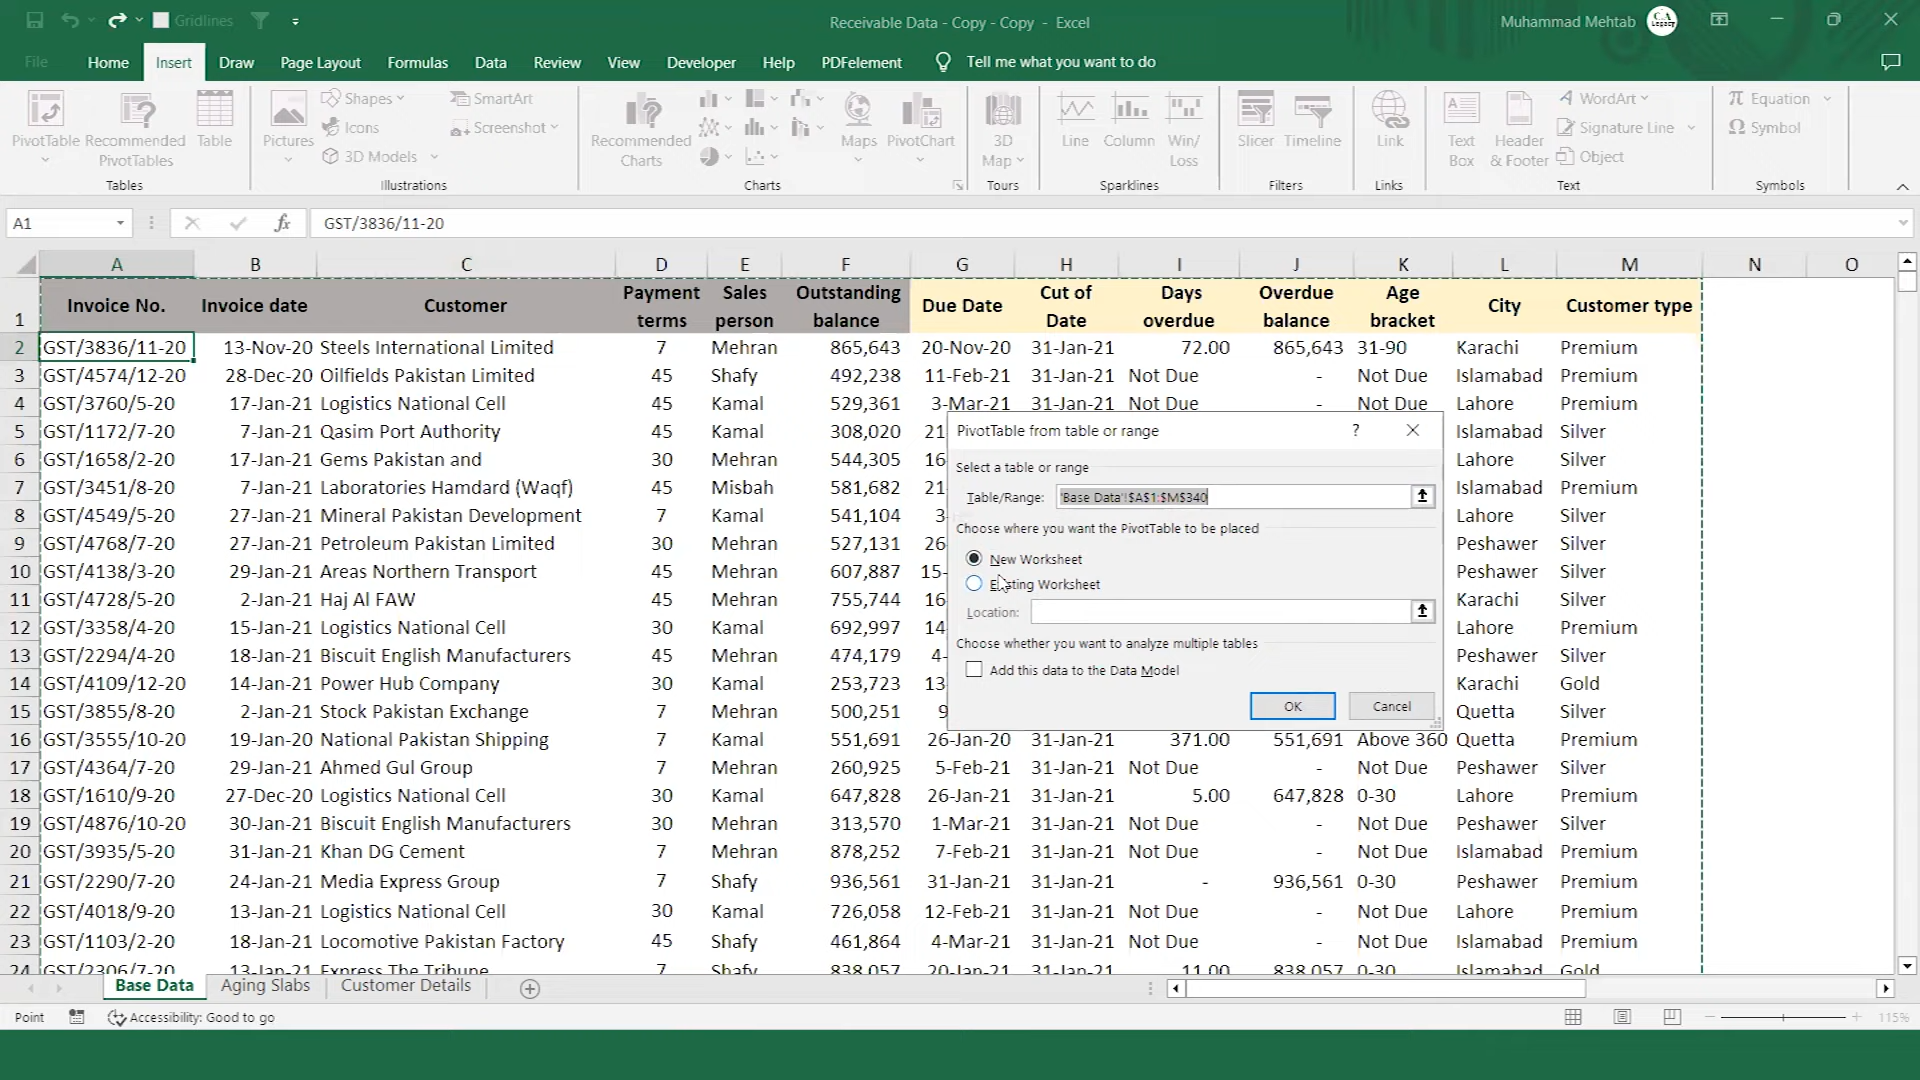 Gridlines
Receivable Data - Copy - Copy - Excel
Muhammad Mehtab
CA Legacy
File Home Insert Draw Page Layout Formulas Data Review View Developer Help PDFelement Tell me what you want to do
PivotTable
Recommended PivotTables
Table
Tables
Pictures
Shapes
Icons
3D Models
SmartArt
Screenshot
Illustrations
Recommended Charts
Maps
PivotChart
Charts
3D Map
Tours
Line
Column
Win/ Loss
Sparklines
Slicer
Timeline
Filters
Link
Links
Text Box
Header & Footer
WordArt
Signature Line
Object
Text
Equation
Symbol
Symbols
A1 fx GST/3836/11-20
A B C D E F G H I J K L M N O
1 Invoice No. Invoice date Customer Payment terms Sales person Outstanding balance Due Date Cut of Date Days overdue Overdue balance Age bracket City Customer type
2 GST/3836/11-20 13-Nov-20 Steels International Limited 7 Mehran 865,643 20-Nov-20 31-Jan-21 72.00 865,643 31-90 Karachi Premium
3 GST/4574/12-20 28-Dec-20 Oilfields Pakistan Limited 45 Shafy 492,238 11-Feb-21 31-Jan-21 Not Due - Not Due Islamabad Premium
4 GST/3760/5-20 17-Jan-21 Logistics National Cell 45 Kamal 529,361 3-Mar-21 31-Jan-21 Not Due - Not Due Lahore Premium
5 GST/1172/7-20 7-Jan-21 Qasim Port Authority 45 Kamal 308,020 21 Islamabad Silver
6 GST/1658/2-20 17-Jan-21 Gems Pakistan and 30 Mehran 544,305 16 Lahore Silver
7 GST/3451/8-20 7-Jan-21 Laboratories Hamdard (Waqf) 45 Misbah 581,682 21 Islamabad Silver
8 GST/4549/5-20 27-Jan-21 Mineral Pakistan Development 7 Kamal 541,104 3 Lahore Silver
9 GST/4768/7-20 27-Jan-21 Petroleum Pakistan Limited 30 Mehran 527,131 26 Peshawer Silver
10 GST/4138/3-20 29-Jan-21 Areas Northern Transport 45 Mehran 607,887 15- Peshawer Silver
11 GST/4728/5-20 2-Jan-21 Haj Al FAW 45 Mehran 755,744 16 Karachi Silver
12 GST/3358/4-20 15-Jan-21 Logistics National Cell 30 Kamal 692,997 14 Lahore Premium
13 GST/2294/4-20 18-Jan-21 Biscuit English Manufacturers 45 Mehran 474,179 4- Peshawer Silver
14 GST/4109/12-20 14-Jan-21 Power Hub Company 30 Kamal 253,723 13 Karachi Gold
15 GST/3855/8-20 2-Jan-21 Stock Pakistan Exchange 7 Mehran 500,251 9 Quetta Silver
16 GST/3555/10-20 19-Jan-20 National Pakistan Shipping 7 Kamal 551,691 26-Jan-20 31-Jan-21 371.00 551,691 Above 360 Quetta Premium
17 GST/4364/7-20 29-Jan-21 Ahmed Gul Group 7 Mehran 260,925 5-Feb-21 31-Jan-21 Not Due - Not Due Peshawer Silver
18 GST/1610/9-20 27-Dec-20 Logistics National Cell 30 Kamal 647,828 26-Jan-21 31-Jan-21 5.00 647,828 0-30 Lahore Premium
19 GST/4876/10-20 30-Jan-21 Biscuit English Manufacturers 30 Mehran 313,570 1-Mar-21 31-Jan-21 Not Due - Not Due Peshawer Silver
20 GST/3935/5-20 31-Jan-21 Khan DG Cement 7 Mehran 878,252 7-Feb-21 31-Jan-21 Not Due - Not Due Islamabad Premium
21 GST/2290/7-20 24-Jan-21 Media Express Group 7 Shafy 936,561 31-Jan-21 31-Jan-21 - 936,561 0-30 Peshawer Premium
22 GST/4018/9-20 13-Jan-21 Logistics National Cell 30 Kamal 726,058 12-Feb-21 31-Jan-21 Not Due - Not Due Lahore Premium
23 GST/1103/2-20 18-Jan-21 Locomotive Pakistan Factory 45 Shafy 461,864 4-Mar-21 31-Jan-21 Not Due - Not Due Islamabad Premium
24 GST/2306/7-20 13-Jan-21 Express The Tribune 7 Shafy 838,057 20-Jan-21 31-Jan-21 11.00 838,057 0-30 Islamabad Gold
PivotTable from table or range ?
Select a table or range
Table/Range: 'Base Data'!$A$1:$M$340
Choose where you want the PivotTable to be placed
New Worksheet
Existing Worksheet
Location:
Choose whether you want to analyze multiple tables
Add this data to the Data Model
OK Cancel
Base Data Aging Slabs Customer Details
Point Accessibility: Good to go 115%